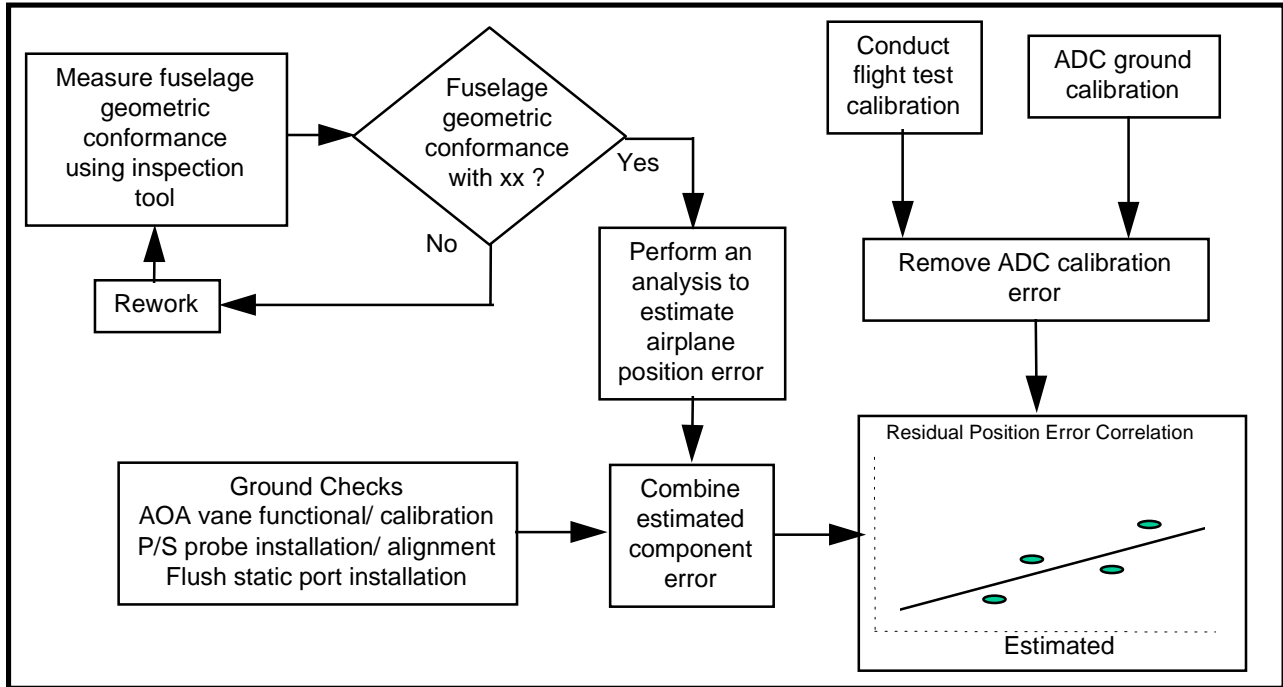 Measure fuselage
geometric
conformance
using inspection
tool
Fuselage
geometric
conformance
with xx ?
Yes
No
Rework
Perform an
analysis to
estimate
airplane
position error
Conduct
flight test
calibration
ADC ground
calibration
Remove ADC calibration
error
Ground Checks
AOA vane functional/ calibration
P/S probe installation/ alignment
Flush static port installation
Combine
estimated
component
error
Residual Position Error Correlation
Estimated